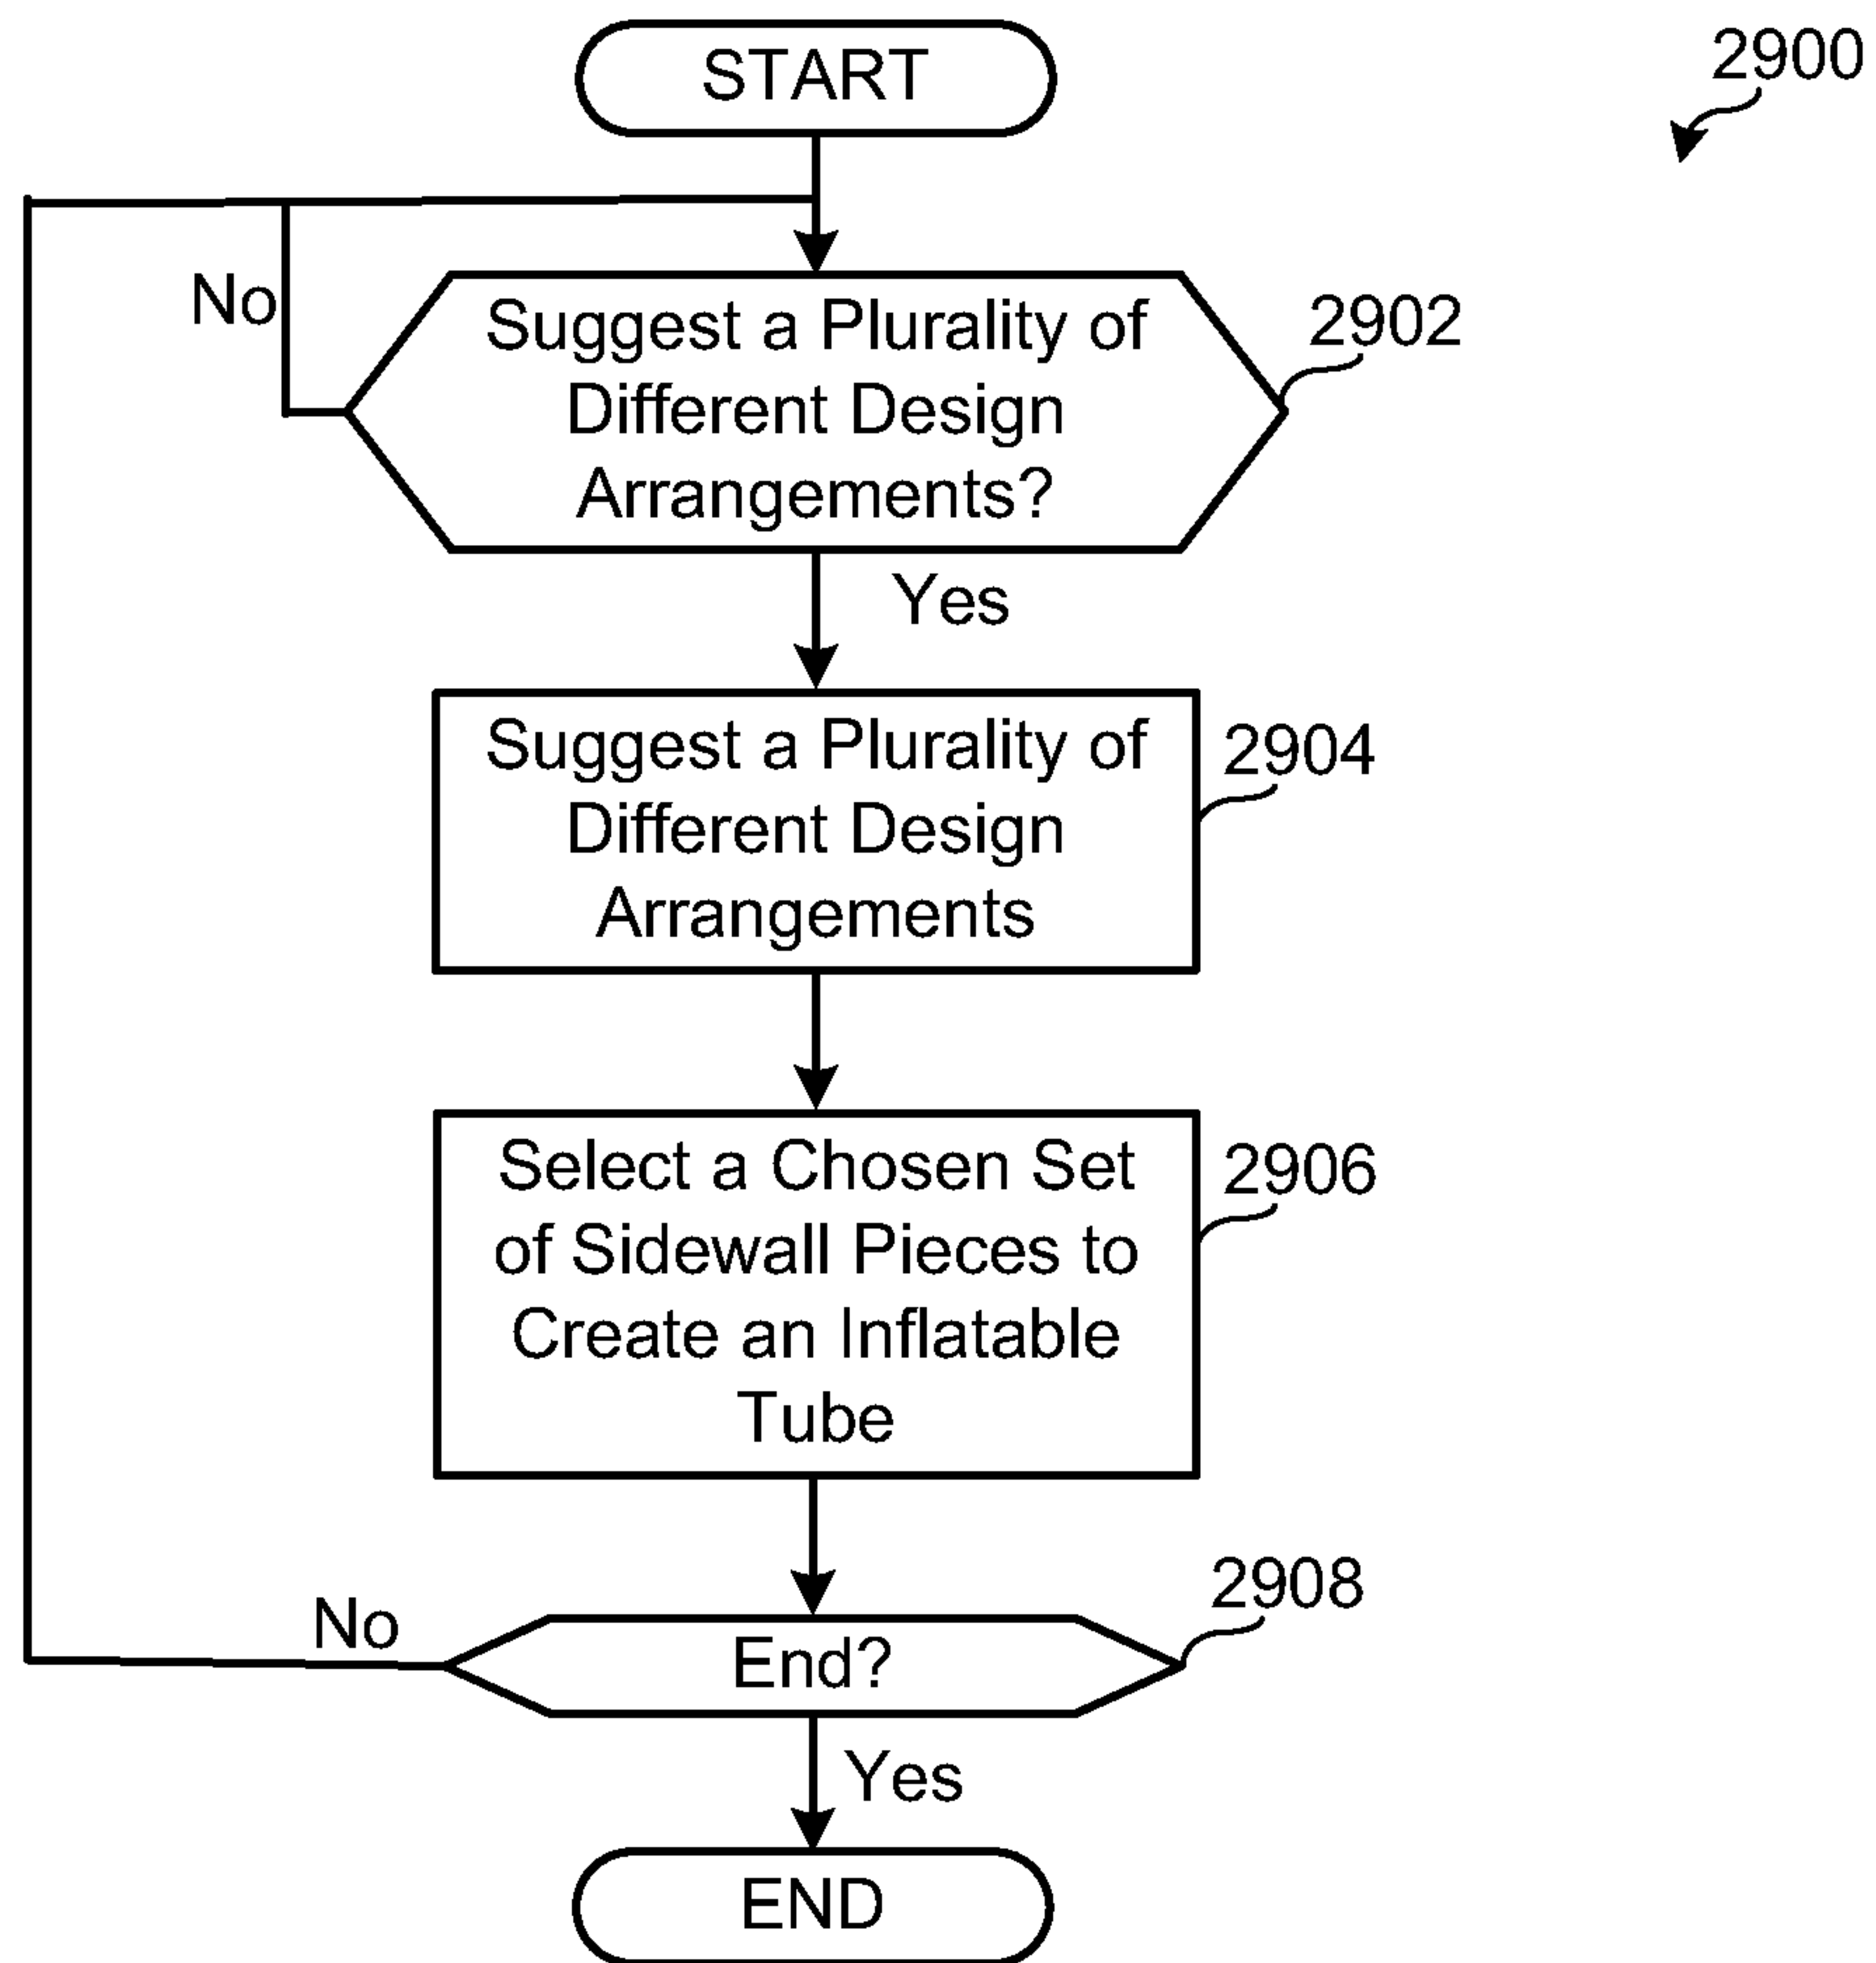 START
2900
No
Suggest a Plurality of
Different Design
Arrangements?
2902
Yes
Suggest a Plurality of
Different Design
Arrangements
2904
Select a Chosen Set
of Sidewall Pieces to
Create an Inflatable
Tube
2906
No
End?
2908
Yes
END